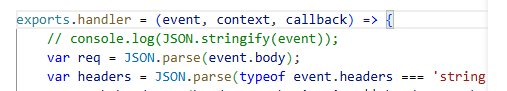 exports.handler = (event, context, callback) => {
// console.log(JSON.stringify(event));
var req = JSON.parse(event.body);
var headers = JSON.parse(typeof event.headers === 'string